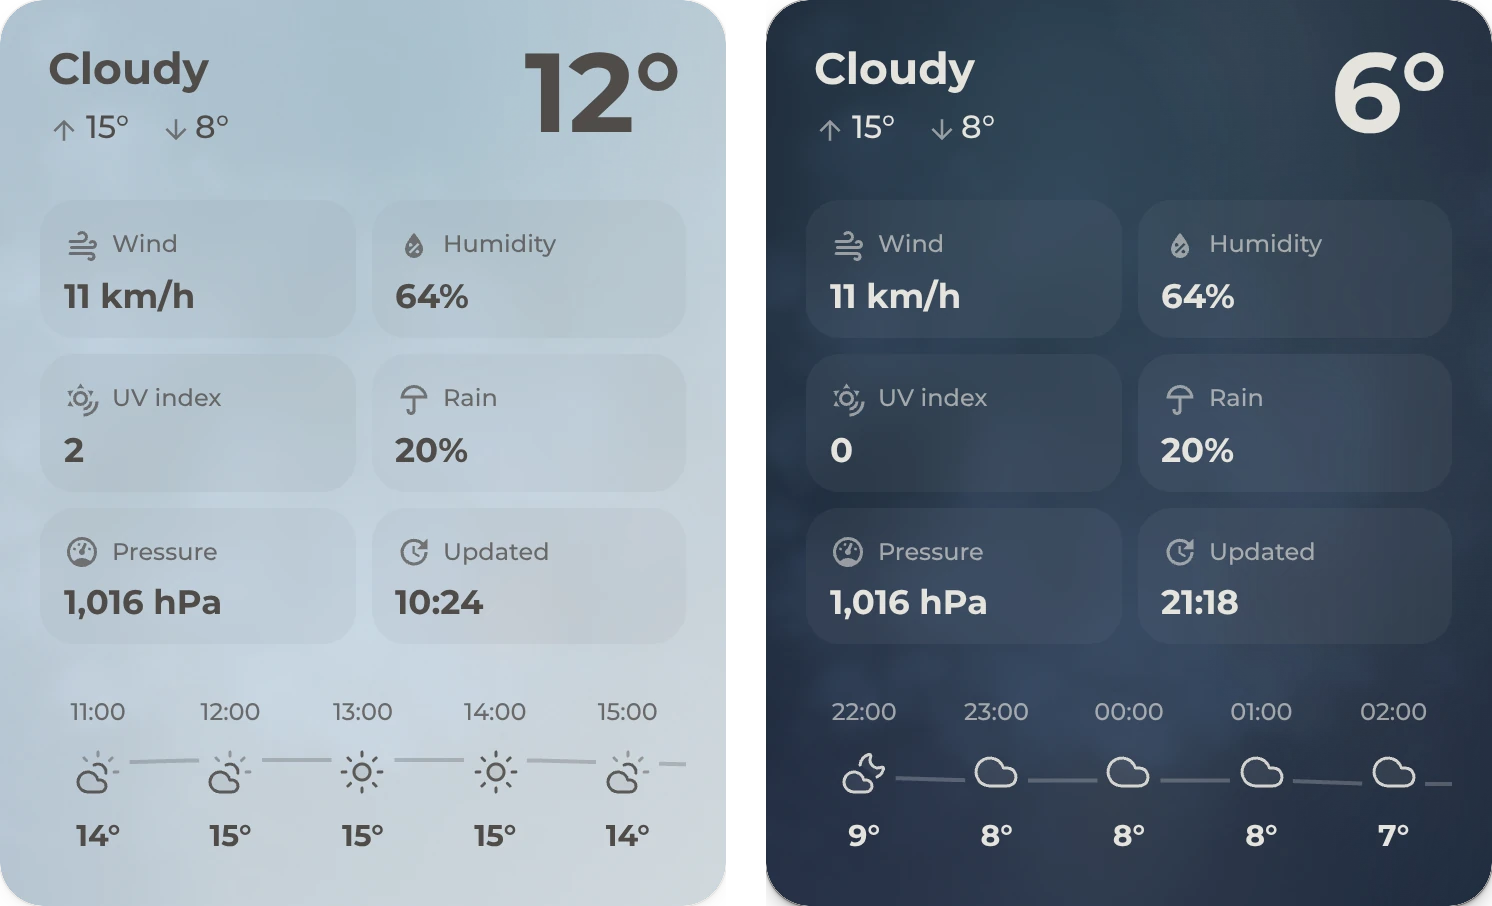 Cloudy
12°
15° 8°
Wind
11 km/h
Humidity
64%
UV index
2
Rain
20%
Pressure
1,016 hPa
Updated
10:24
11:00 12:00 13:00 14:00 15:00
14° 15° 15° 15° 14°
Cloudy
6°
15° 8°
Wind
11 km/h
Humidity
64%
UV index
0
Rain
20%
Pressure
1,016 hPa
Updated
21:18
22:00 23:00 00:00 01:00 02:00
9° 8° 8° 8° 7°